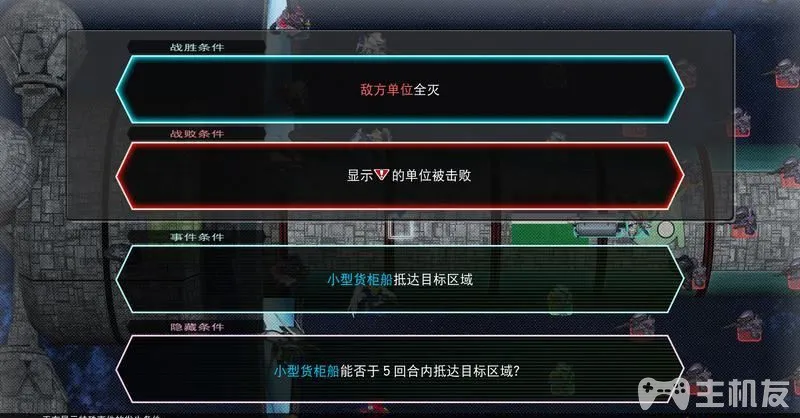 战胜条件
敌方单位全灭
战败条件
显示的单位被击败
事件条件
小型货柜船抵达目标区域
隐藏条件
小型货柜船能否于5回合内抵达目标区域?
主机友